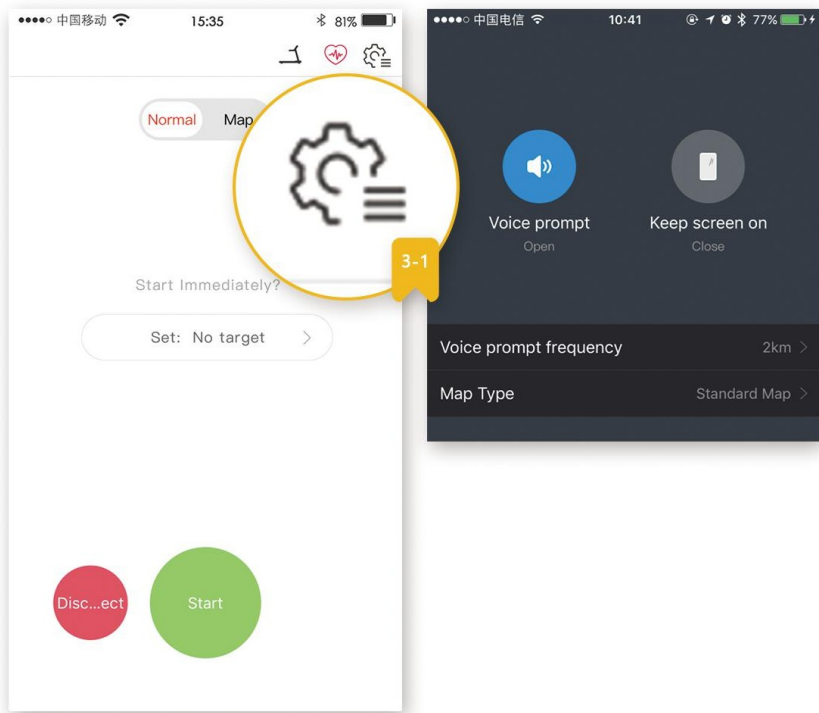 中国移动 15:35 81%
Normal Map
3-1
Start Immediately?
Set: No target
Disc...ect Start
中国电信 10:41 77%
Voice prompt Keep screen on
Open Close
Voice prompt frequency 2km
Map Type Standard Map